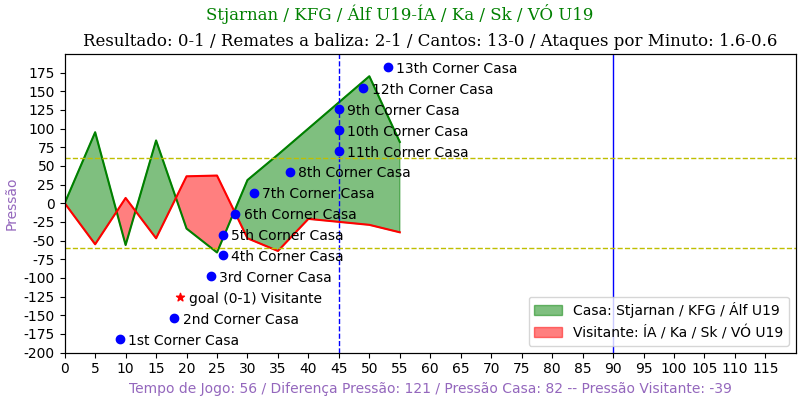 Stjarnan / KFG / Álf U19-ÍA / Ka / Sk / VÓ U19
Resultado: 0-1 / Remates a baliza: 2-1 / Cantos: 13-0 / Ataques por Minuto: 1.6-0.6
Pressão
175
150
125
100
75
50
25
0
-25
-50
-75
-100
-125
-150
-175
-200
13th Corner Casa
12th Corner Casa
9th Corner Casa
10th Corner Casa
11th Corner Casa
8th Corner Casa
7th Corner Casa
6th Corner Casa
5th Corner Casa
4th Corner Casa
3rd Corner Casa
goal (0-1) Visitante
2nd Corner Casa
1st Corner Casa
Casa: Stjarnan / KFG / Álf U19
Visitante: ÍA / Ka / Sk / VÓ U19
0 5 10 15 20 25 30 35 40 45 50 55 60 65 70 75 80 85 90 95 100 105 110 115
Tempo de Jogo: 56 / Diferença Pressão: 121 / Pressão Casa: 82 -- Pressão Visitante: -39